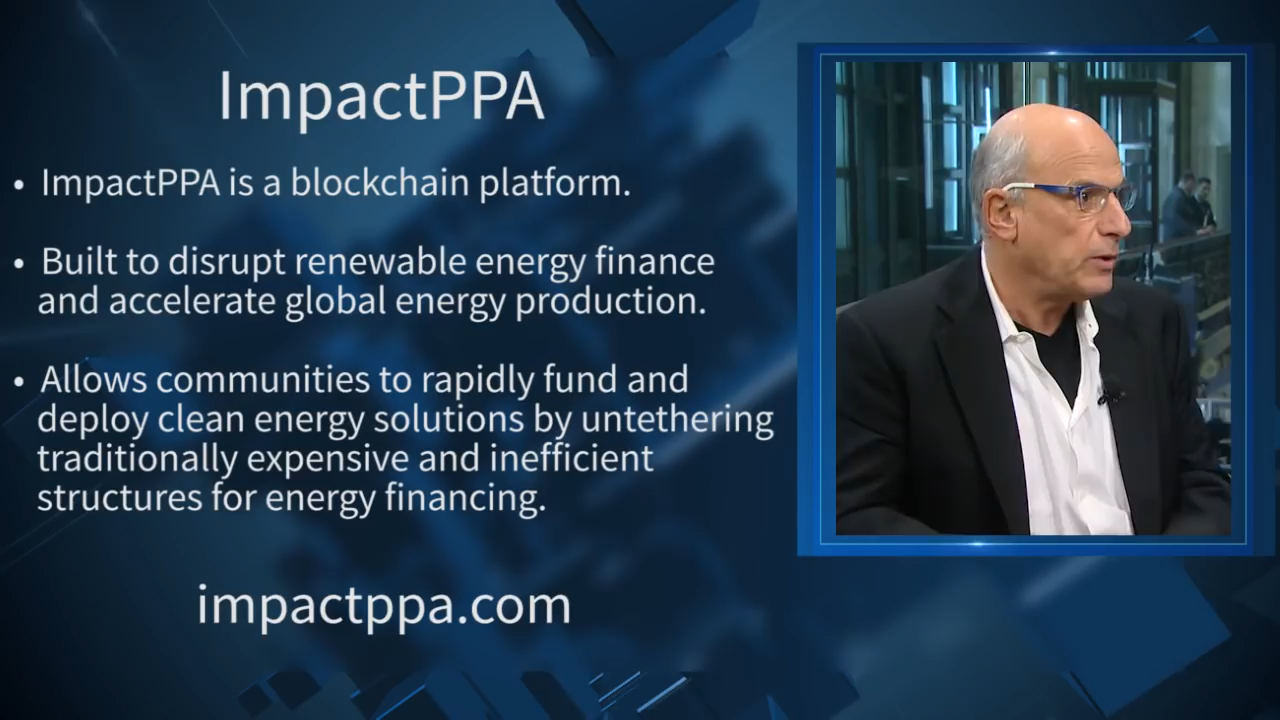 ImpactPPA
• ImpactPPA is a blockchain platform.
• Built to disrupt renewable energy finance
and accelerate global energy production.
• Allows communities to rapidly fund and
deploy clean energy solutions by untethering
traditionally expensive and inefficient
structures for energy financing.
impactppa.com